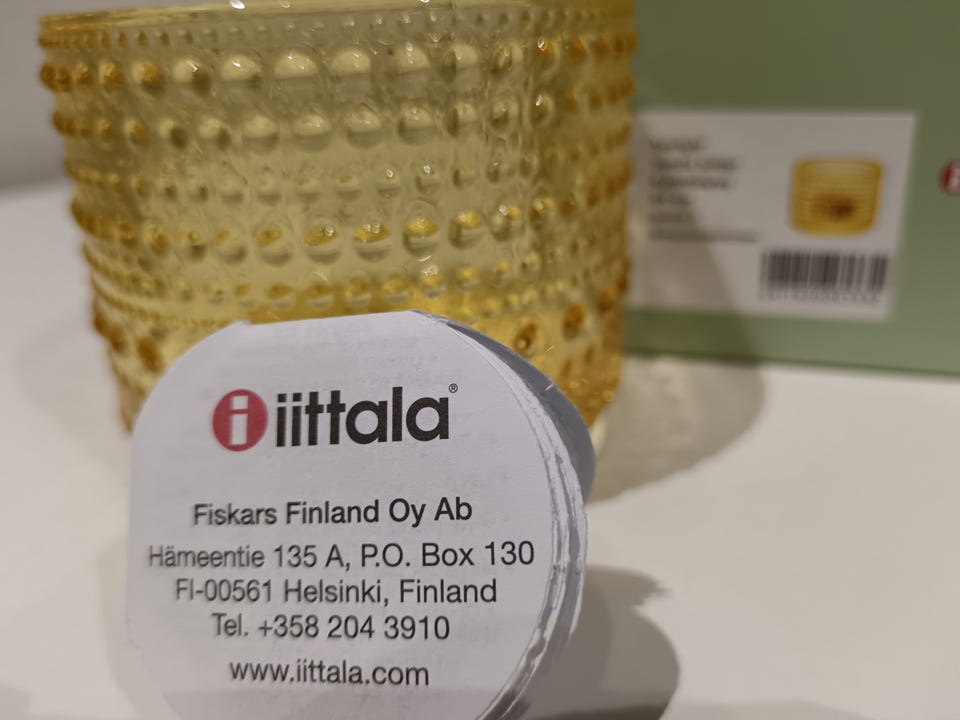 i iittala®
Fiskars Finland Oy Ab
Hämeentie 135 A, P.O. Box 130
FI-00561 Helsinki, Finland
Tel. +358 204 3910
www.iittala.com